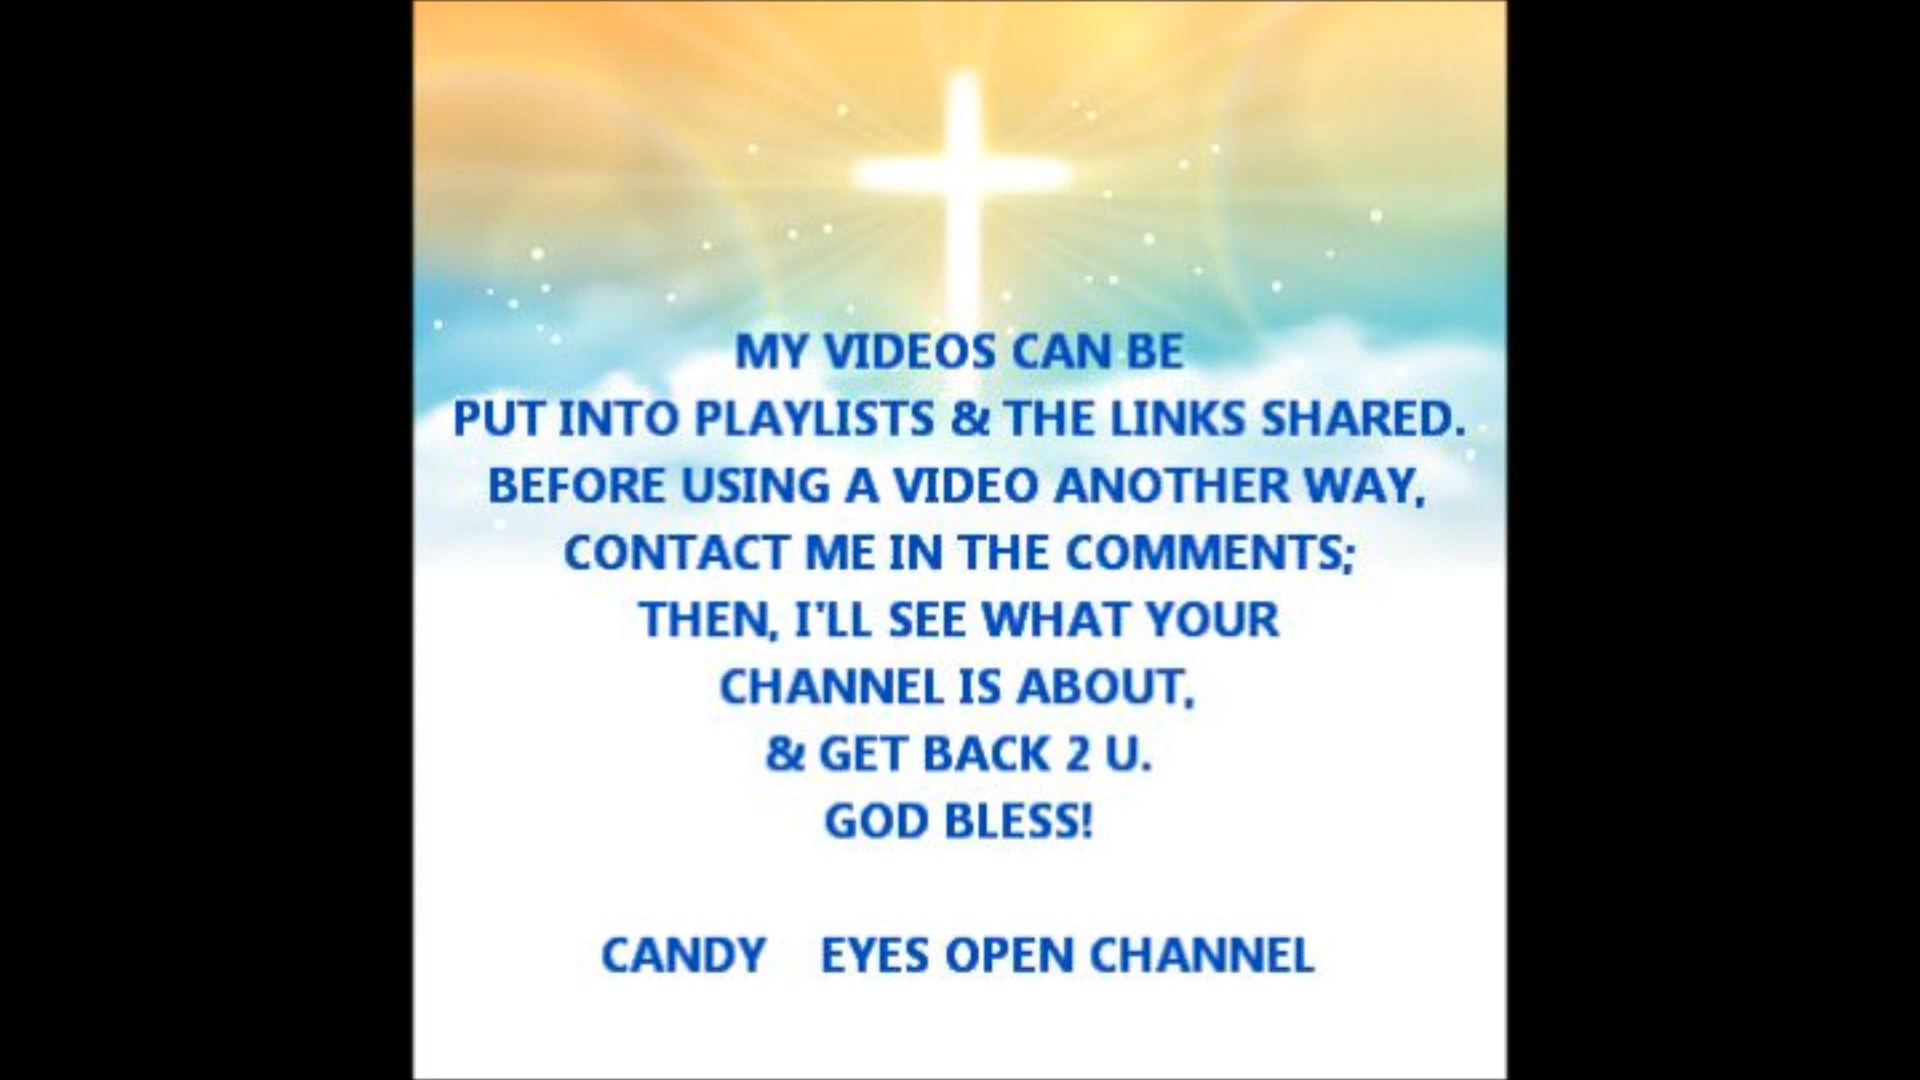 MY VIDEOS CAN BE
PUT INTO PLAYLISTS & THE LINKS SHARED.
BEFORE USING A VIDEO ANOTHER WAY,
CONTACT ME IN THE COMMENTS;
THEN, I'LL SEE WHAT YOUR
CHANNEL IS ABOUT,
& GET BACK 2 U.
GOD BLESS!
CANDY EYES OPEN CHANNEL